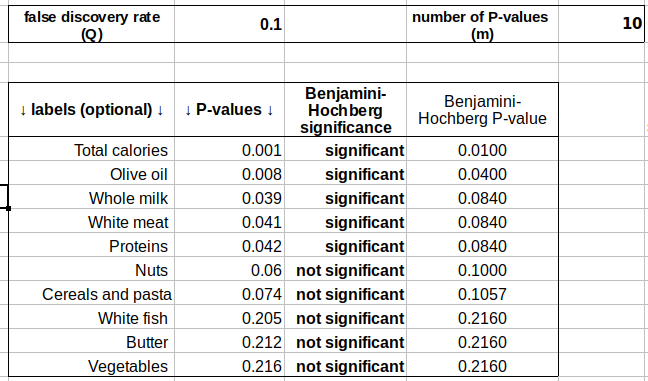 false discovery rate (Q) 0.1 number of P-values (m) 10
↓ labels (optional) ↓ ↓ P-values ↓ Benjamini-Hochberg significance Benjamini-Hochberg P-value
Total calories 0.001 significant 0.0100
Olive oil 0.008 significant 0.0400
Whole milk 0.039 significant 0.0840
White meat 0.041 significant 0.0840
Proteins 0.042 significant 0.0840
Nuts 0.06 not significant 0.1000
Cereals and pasta 0.074 not significant 0.1057
White fish 0.205 not significant 0.2160
Butter 0.212 not significant 0.2160
Vegetables 0.216 not significant 0.2160